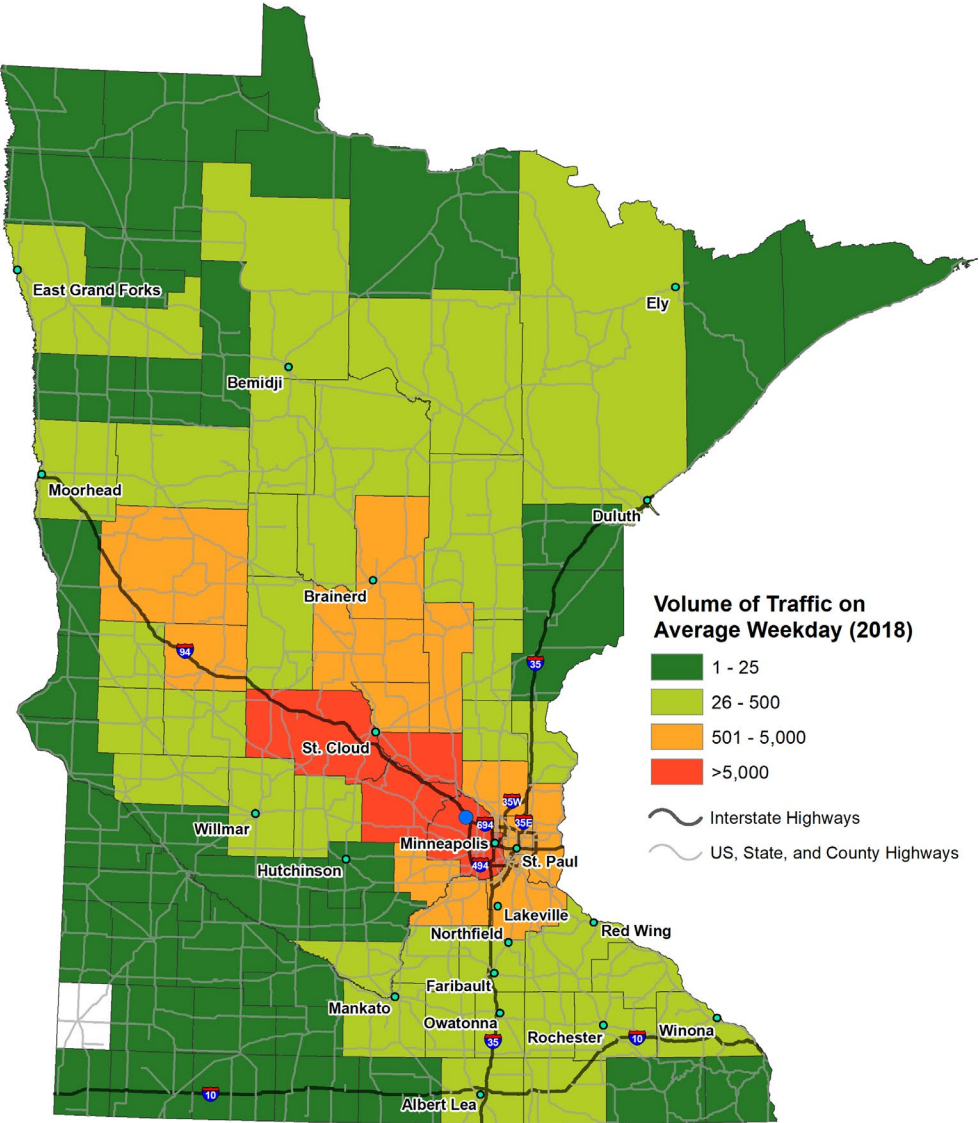 East Grand Forks
Ely
Bemidji
Moorhead
Duluth
Brainerd
94
35
St. Cloud
35W
694
35E
Willmar
Minneapolis
494
St. Paul
Hutchinson
Lakeville
Northfield
Red Wing
Faribault
Mankato
Owatonna
Rochester
Winona
35
10
10
Albert Lea
Volume of Traffic on
Average Weekday (2018)
1 - 25
26 - 500
501 - 5,000
>5,000
Interstate Highways
US, State, and County Highways